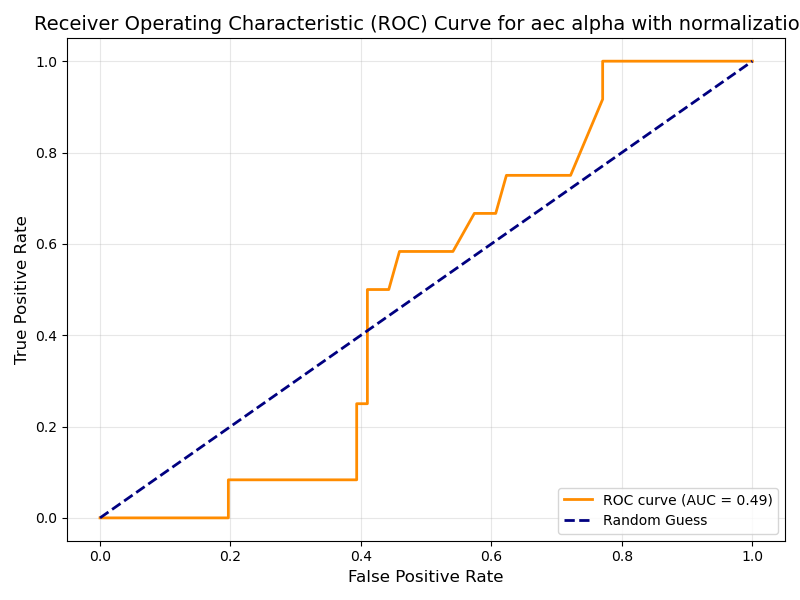 Receiver Operating Characteristic (ROC) Curve for aec alpha with normalizatio
True Positive Rate
1.0
0.8
0.6
0.4
0.2
0.0
ROC curve (AUC = 0.49)
Random Guess
0.0 0.2 0.4 0.6 0.8 1.0
False Positive Rate